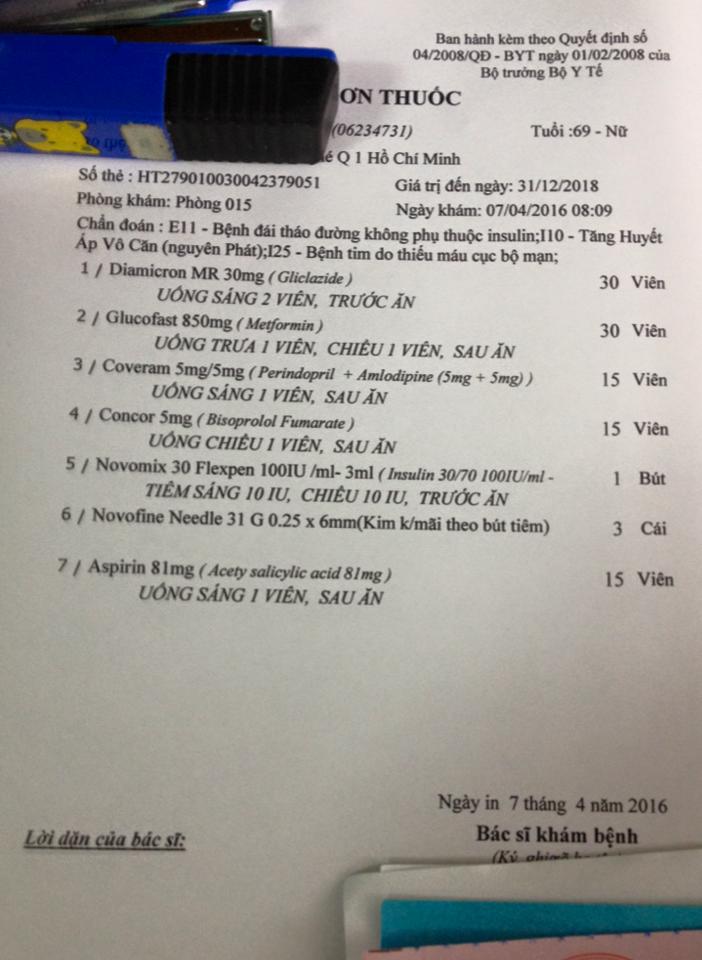 Ban hành kèm theo Quyết định số
04/2008/QĐ - BYT ngày 01/02/2008 của
Bộ trưởng Bộ Y TẾ
ƠN THUỐC
(06234731) Tuổi :69 - Nữ
é Q 1 Hồ Chí Minh
Số thẻ : HT279010030042379051 Giá trị đến ngày: 31/12/2018
Phòng khám: Phòng 015 Ngày khám: 07/04/2016 08:09
Chẩn đoán : E11 - Bệnh đái tháo đường không phụ thuộc insulin;I10 - Tăng Huyết
Áp Vô Căn (nguyên Phát);I25 - Bệnh tim do thiếu máu cục bộ mạn;
1 / Diamicron MR 30mg ( Gliclazide ) 30 Viên
UỐNG SÁNG 2 VIÊN, TRƯỚC ĂN
2 / Glucofast 850mg ( Metformin ) 30 Viên
UỐNG TRƯA 1 VIÊN, CHIỀU 1 VIÊN, SAU ĂN
3 / Coveram 5mg/5mg ( Perindopril + Amlodipine (5mg + 5mg) ) 15 Viên
UỐNG SÁNG 1 VIÊN, SAU ĂN
4 / Concor 5mg ( Bisoprolol Fumarate ) 15 Viên
UỐNG CHIỀU 1 VIÊN, SAU ĂN
5 / Novomix 30 Flexpen 100IU /ml- 3ml ( Insulin 30/70 100IU/ml - 1 Bút
TIÊM SÁNG 10 IU, CHIỀU 10 IU, TRƯỚC ĂN
6 / Novofine Needle 31 G 0.25 x 6mm(Kim k/mãi theo bút tiêm) 3 Cái
7 / Aspirin 81mg ( Acety salicylic acid 81mg ) 15 Viên
UỐNG SÁNG 1 VIÊN, SAU ĂN
Ngày in 7 tháng 4 năm 2016
Lời dặn của bác sĩ: Bác sĩ khám bệnh
(Ký,